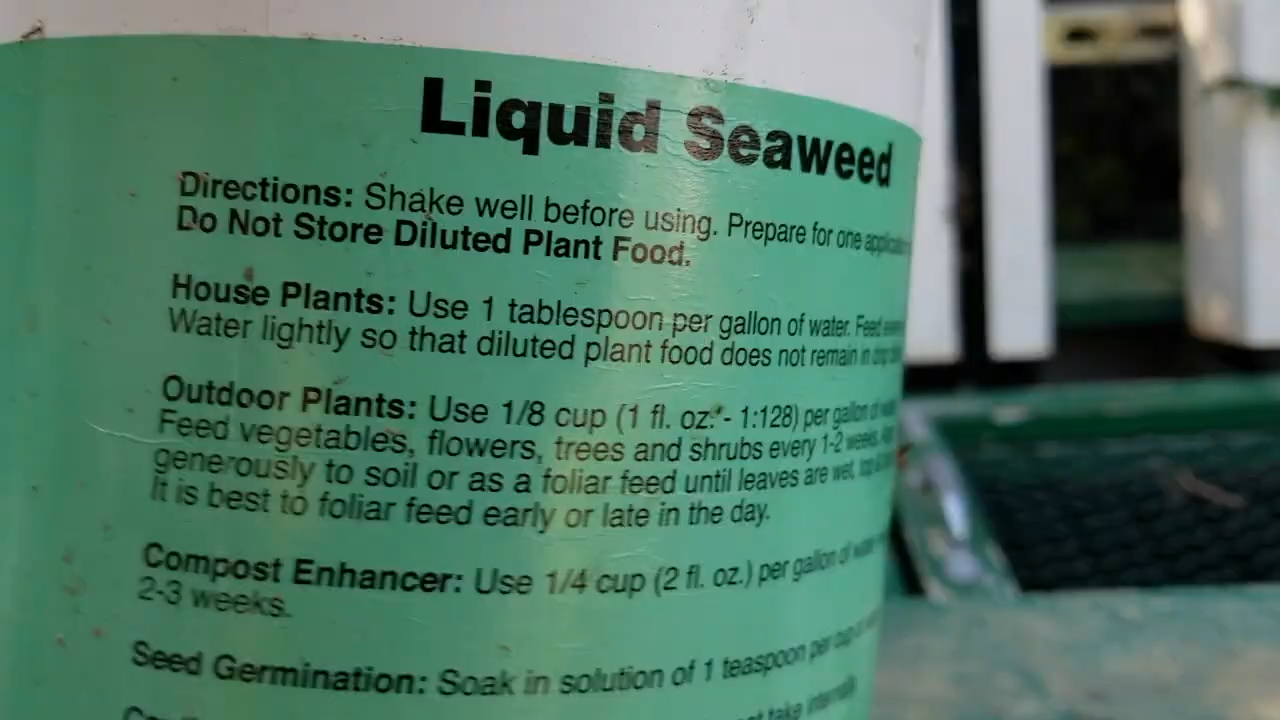 Liquid Seaweed
Directions: Shake well before using. Prepare for one
Do Not Store Diluted Plant Food.
House Plants: Use 1 tablespoon per gallon of water. Feed
Water lightly so that diluted plant food does not remain in
Outdoor Plants: Use 1/8 cup (1 fl. oz. - 1:128) per gallon of
Feed vegetables, flowers, trees and shrubs every 1-2 weeks.
generously to soil or as a foliar feed until leaves are wet,
It is best to foliar feed early or late in the day.
Compost Enhancer: Use 1/4 cup (2 fl. oz.) per gallon of water
2-3 weeks.
Seed Germination: Soak in solution of 1 teaspoon per cup
take internally